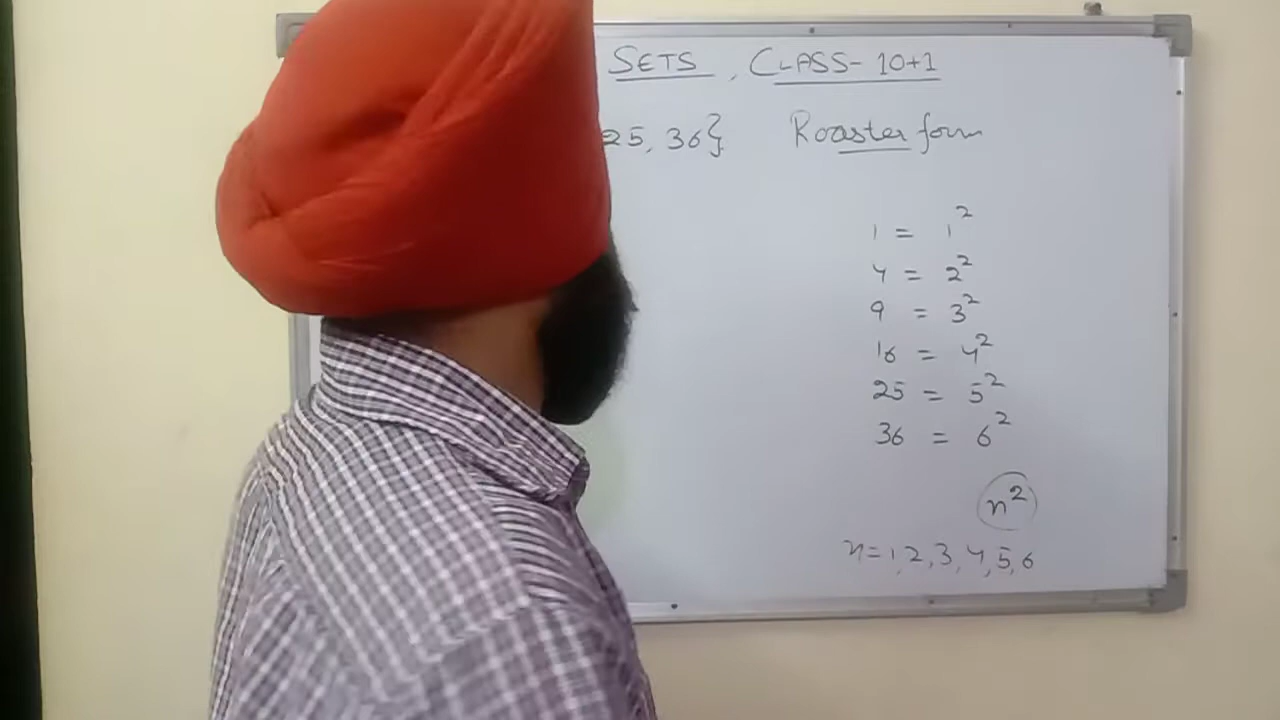 SETS, CLASS-10+1
25, 36} Roaster form
1 = 1²
4 = 2²
9 = 3²
16 = 4²
25 = 5²
36 = 6²
n²
n=1,2,3,4,5,6